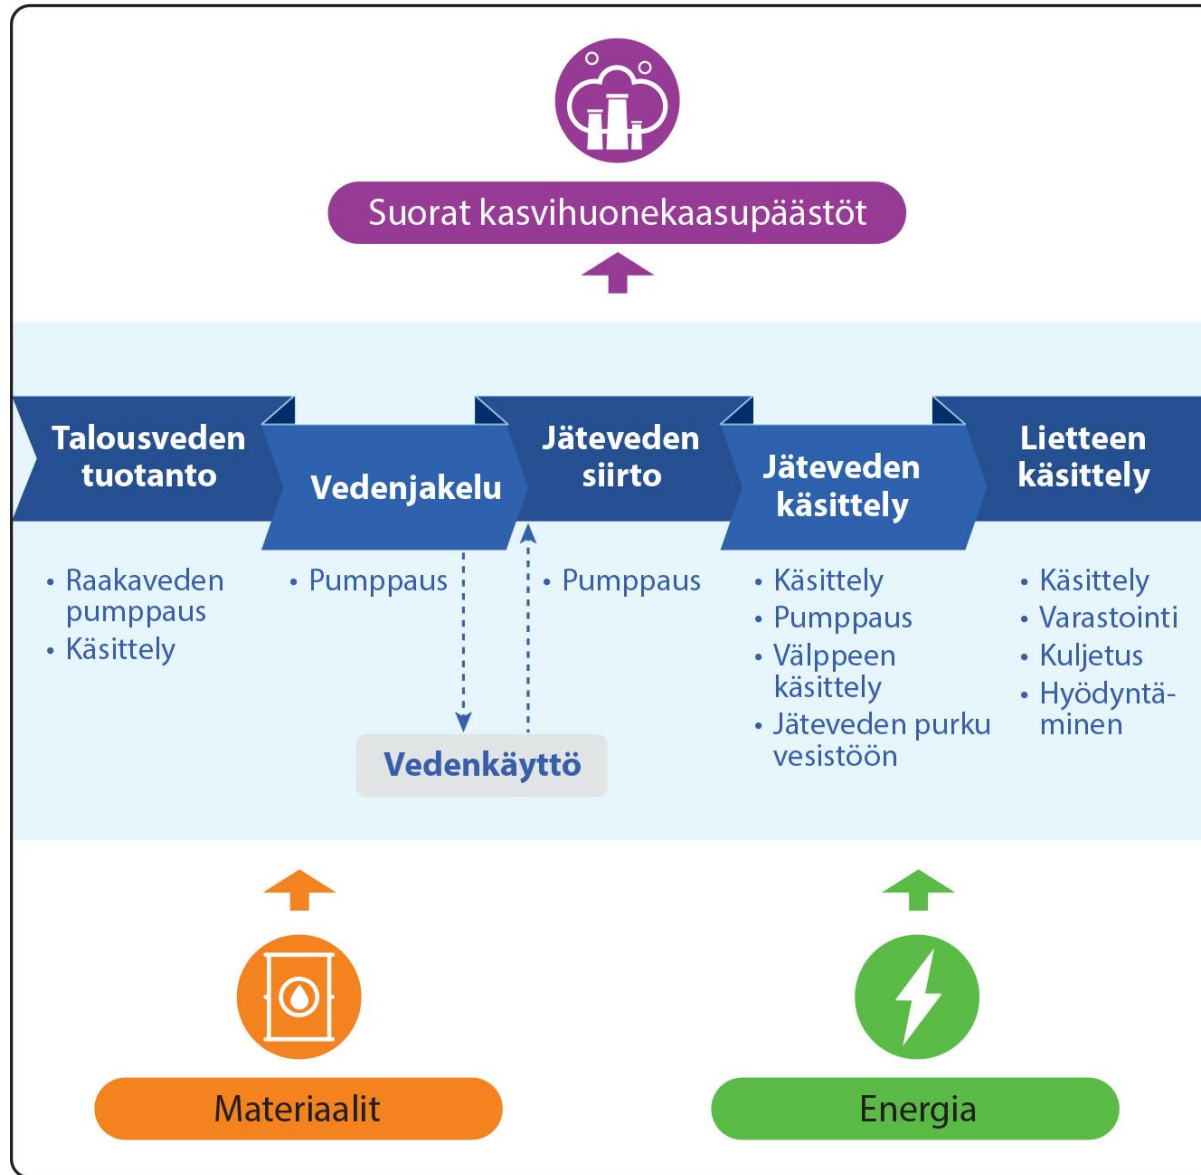 Suorat kasvihuonekaasupäästöt
Talousveden
tuotanto
• Raakaveden
pumppaus
• Käsittely
Vedenjakelu
• Pumppaus
Vedenkäyttö
Jäteveden
siirto
• Pumppaus
Jäteveden
käsittely
• Käsittely
• Pumppaus
• Välppeen
käsittely
• Jäteveden purku
vesistöön
Lietteen
käsittely
• Käsittely
• Varastointi
• Kuljetus
• Hyödyntä-
minen
Materiaalit
Energia